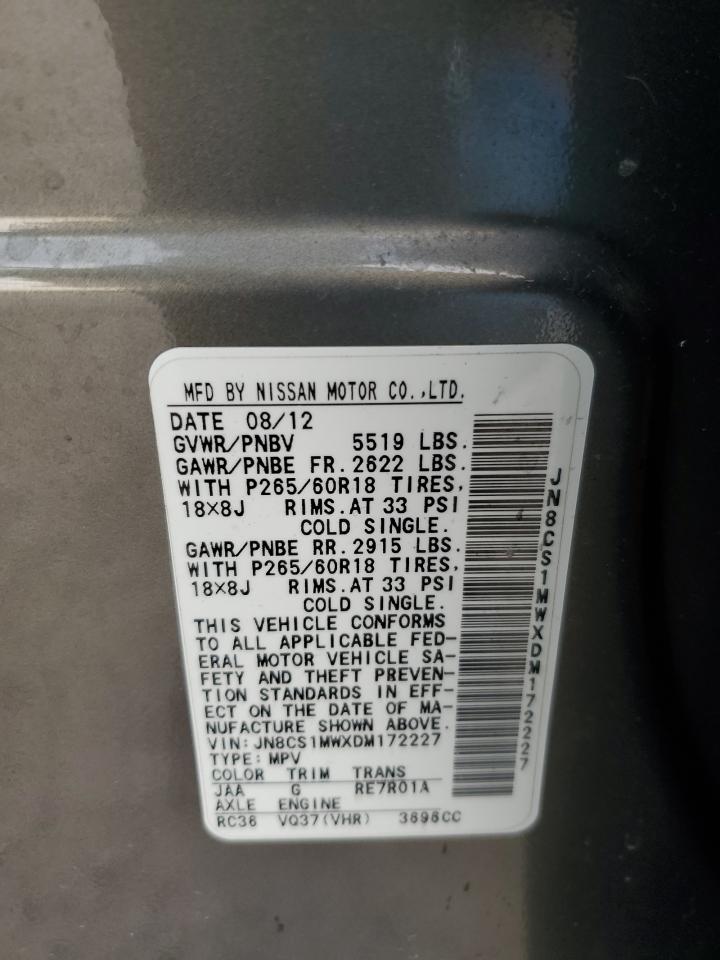 MFD BY NISSAN MOTOR CO.,LTD.
DATE 08/12
GVWR/PNBV 5519 LBS.
GAWR/PNBE FR. 2622 LBS.
WITH P265/60R18 TIRES,
18×8J RIMS. AT 33 PSI
COLD SINGLE.
GAWR/PNBE RR. 2915 LBS.
WITH P265/60R18 TIRES,
18×8J RIMS. AT 33 PSI
COLD SINGLE.
THIS VEHICLE CONFORMS
TO ALL APPLICABLE FED-
ERAL MOTOR VEHICLE SA-
FETY AND THEFT PREVEN-
TION STANDARDS IN EFF-
ECT ON THE DATE OF MA-
NUFACTURE SHOWN ABOVE.
VIN: JN8CS1MWXDM172227
TYPE: MPV
COLOR TRIM TRANS
JAA G RE7R01A
AXLE ENGINE
RC36 VQ37(VHR) 3696CC
JN8CS1MWXDM172227